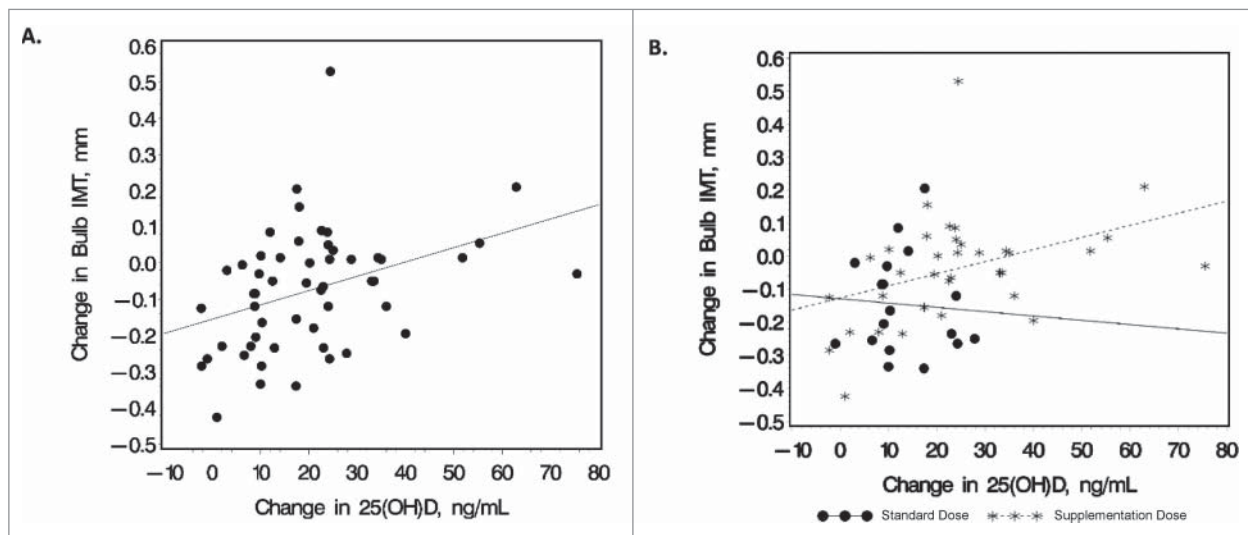 A.
0.6
0.5
0.4
0.3
0.2
0.1
0.0
−0.1
−0.2
−0.3
−0.4
−0.5
Change in Bulb IMT, mm
−10 0 10 20 30 40 50 60 70 80
Change in 25(OH)D, ng/mL
B.
0.6
0.5
0.4
0.3
0.2
0.1
0.0
−0.1
−0.2
−0.3
−0.4
−0.5
Change in Bulb IMT, mm
−10 0 10 20 30 40 50 60 70 80
Change in 25(OH)D, ng/mL
Standard Dose Supplementation Dose